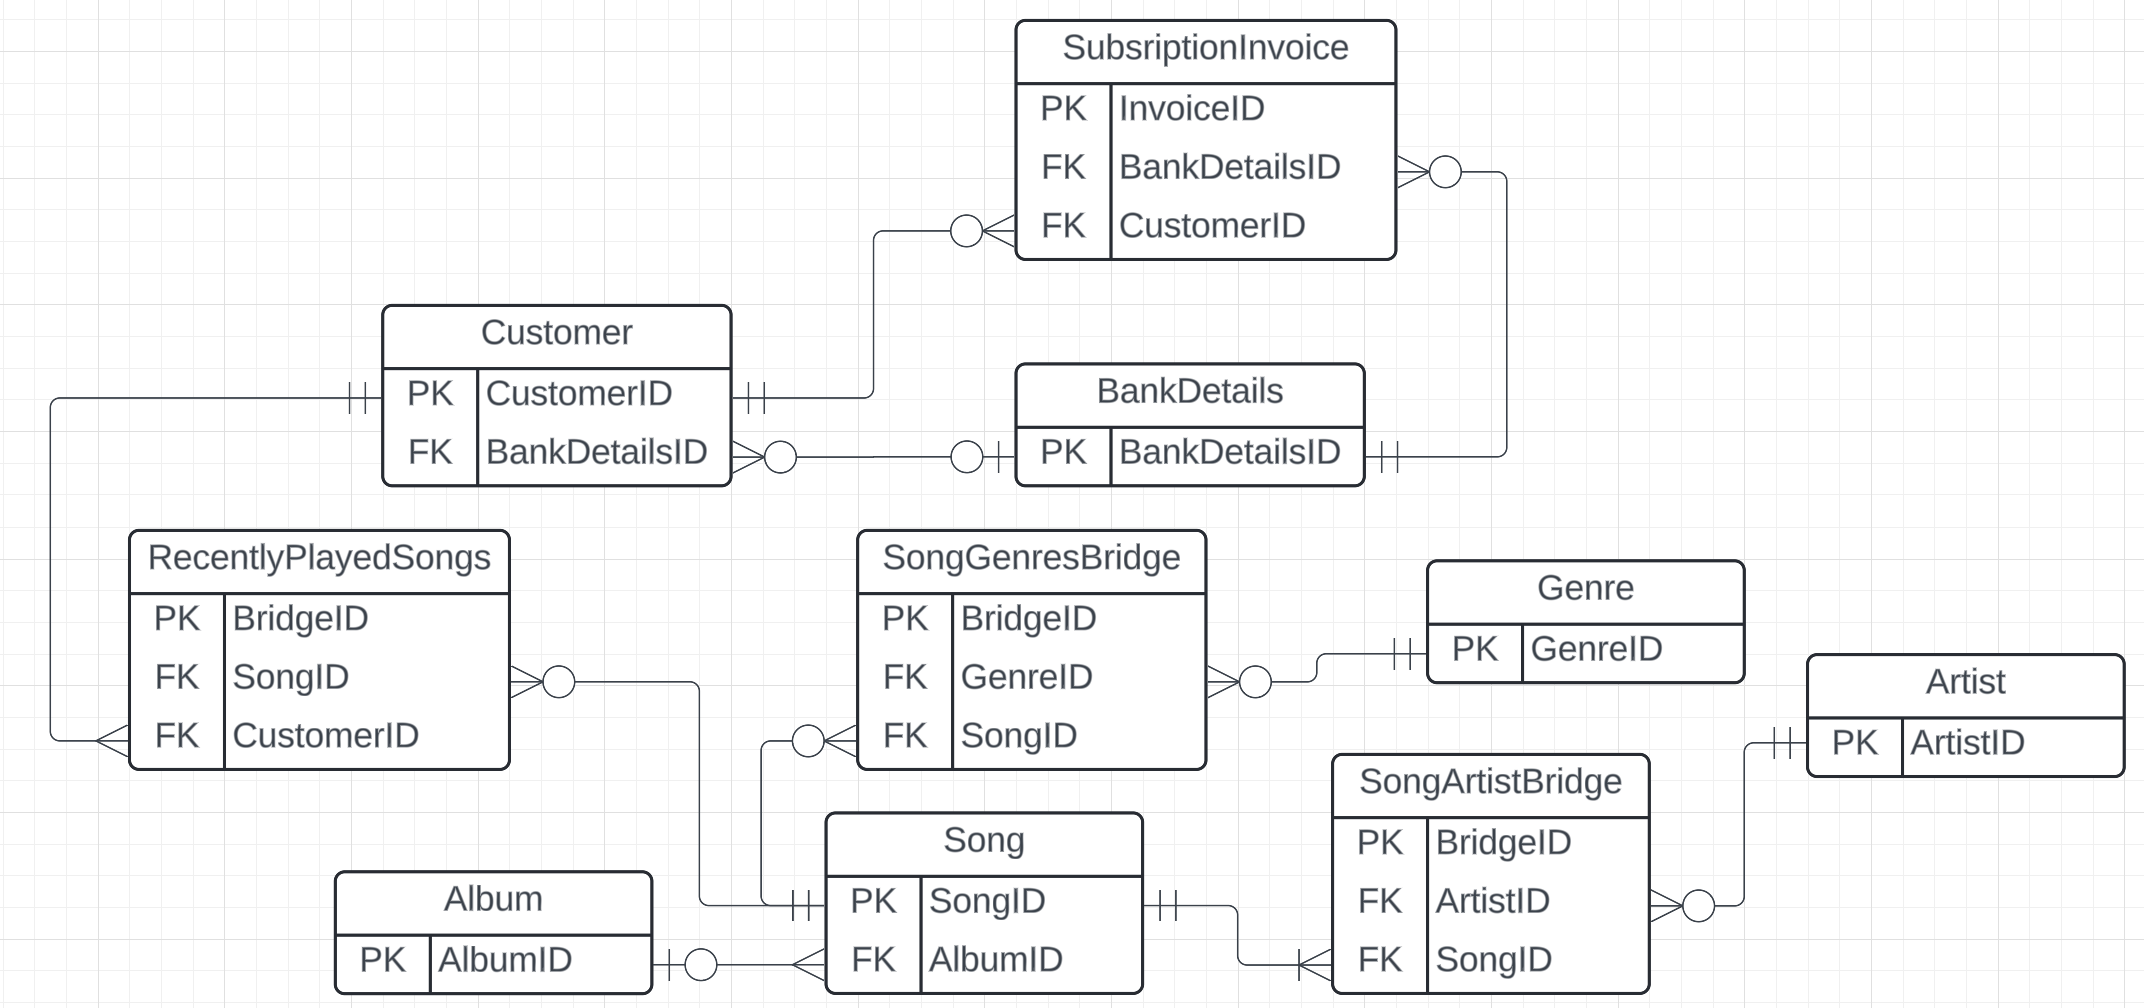 SubsriptionInvoice
PK InvoiceID
FK BankDetailsID
FK CustomerID
Customer
PK CustomerID
FK BankDetailsID
BankDetails
PK BankDetailsID
RecentlyPlayedSongs
PK BridgeID
FK SongID
FK CustomerID
SongGenresBridge
PK BridgeID
FK GenreID
FK SongID
Genre
PK GenreID
Artist
PK ArtistID
SongArtistBridge
PK BridgeID
FK ArtistID
FK SongID
Song
PK SongID
FK AlbumID
Album
PK AlbumID